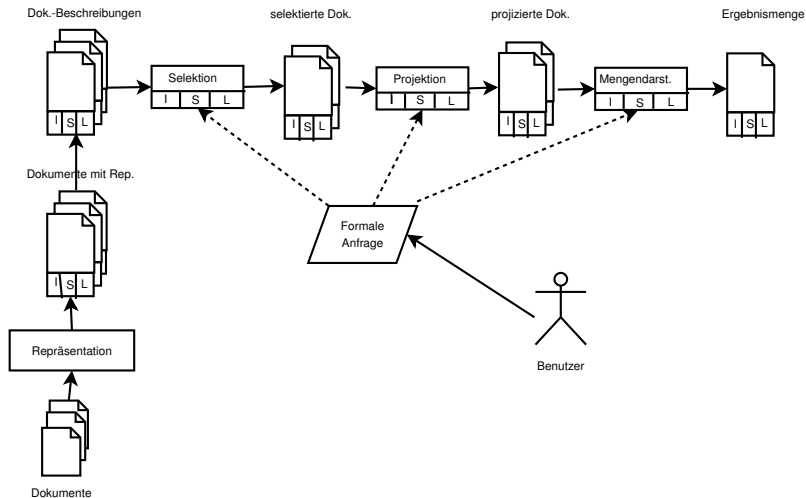 Dok.-Beschreibungen
selektierte Dok.
projizierte Dok.
Ergebnismenge
Selektion
I S L
Projektion
I S L
Mengendarst.
I S L
I S L
I S L
I S L
I S L
Dokumente mit Rep.
I S L
Formale
Anfrage
Repräsentation
Benutzer
Dokumente